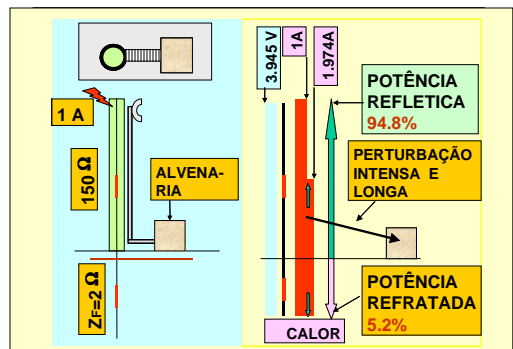 1 A
150 Ω
ALVENA-
RIA
ZF=2 Ω
3.945 V
1A
1.974A
POTÊNCIA
REFLETICA
94.8%
PERTURBAÇÃO
INTENSA E
LONGA
POTÊNCIA
REFRATADA
5.2%
CALOR